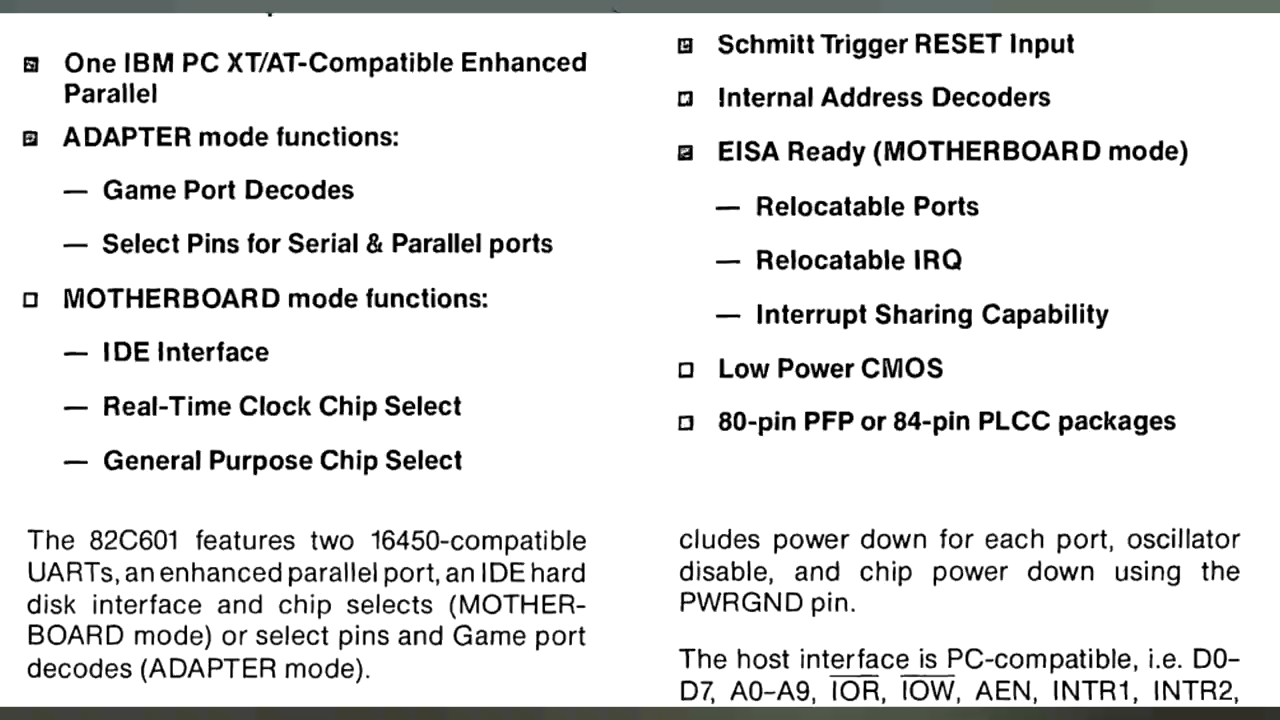 One IBM PC XT/AT-Compatible Enhanced
Parallel
ADAPTER mode functions:
— Game Port Decodes
— Select Pins for Serial & Parallel ports
MOTHERBOARD mode functions:
— IDE Interface
— Real-Time Clock Chip Select
— General Purpose Chip Select
The 82C601 features two 16450-compatible
UARTs, an enhanced parallel port, an IDE hard
disk interface and chip selects (MOTHER-
BOARD mode) or select pins and Game port
decodes (ADAPTER mode).
Schmitt Trigger RESET Input
Internal Address Decoders
EISA Ready (MOTHERBOARD mode)
— Relocatable Ports
— Relocatable IRQ
— Interrupt Sharing Capability
Low Power CMOS
80-pin PFP or 84-pin PLCC packages
cludes power down for each port, oscillator
disable, and chip power down using the
PWRGND pin.
The host interface is PC-compatible, i.e. D0–
D7, A0–A9, I̅O̅R̅, I̅O̅W̅, AEN, INTR1, INTR2,